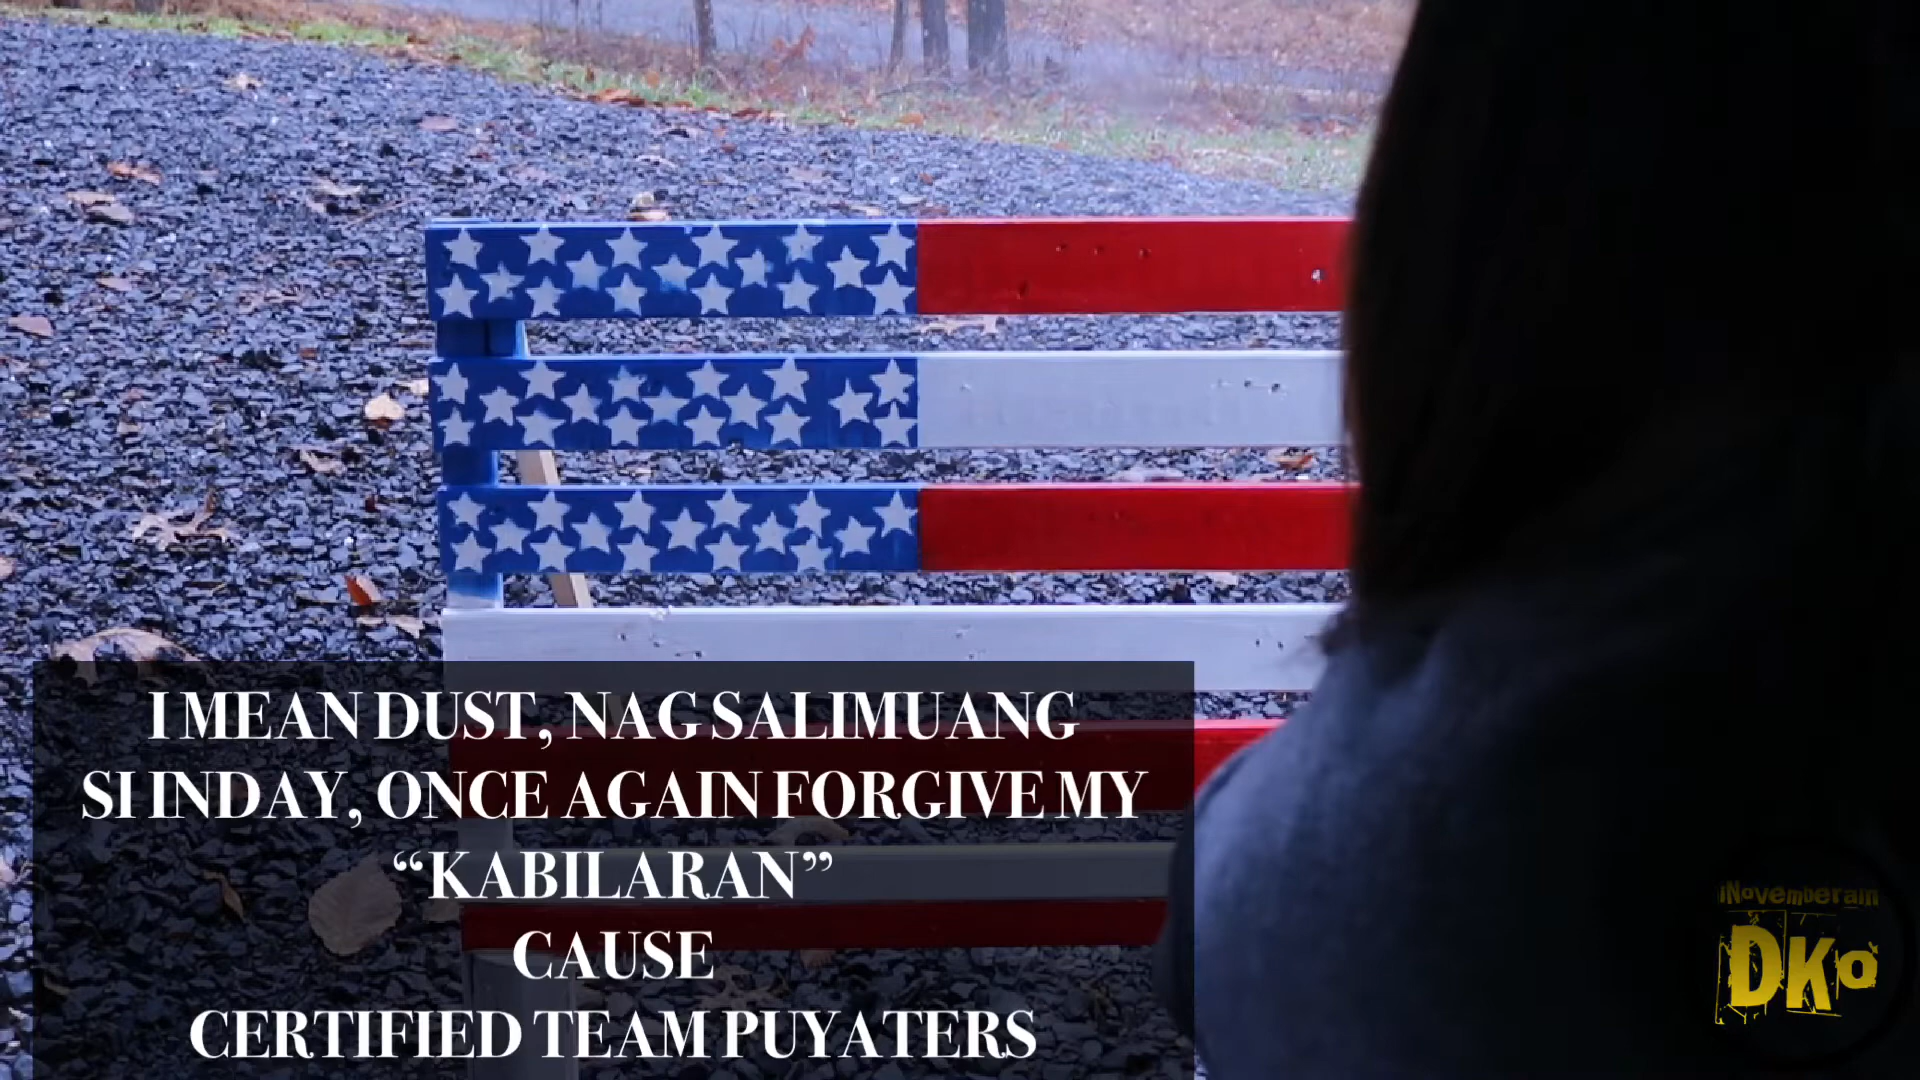 I MEAN DUST, NAG SALIMUANG
SI INDAY, ONCE AGAIN FORGIVE MY
“KABILARAN”
CAUSE
CERTIFIED TEAM PUYATERS
iNovemberain
DKO